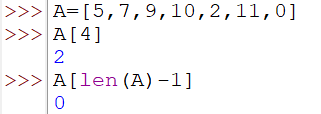 >>> A=[5,7,9,10,2,11,0]
>>> A[4]
2
>>> A[len(A)-1]
0